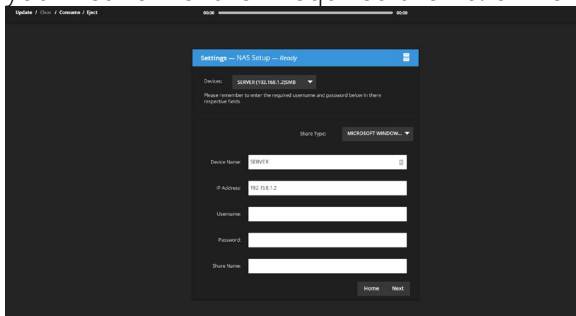 Update / Clear / Consume / Eject
00:00
00:00
Settings — NAS Setup — Ready
Devices: SERVER (192.168.1.2)SMB
Please remember to enter the required username and password below in there
respective fields
Share Type: MICROSOFT WINDOW...
Device Name: SERVER
IP Address: 192.168.1.2
Username:
Password:
Share Name:
Home Next